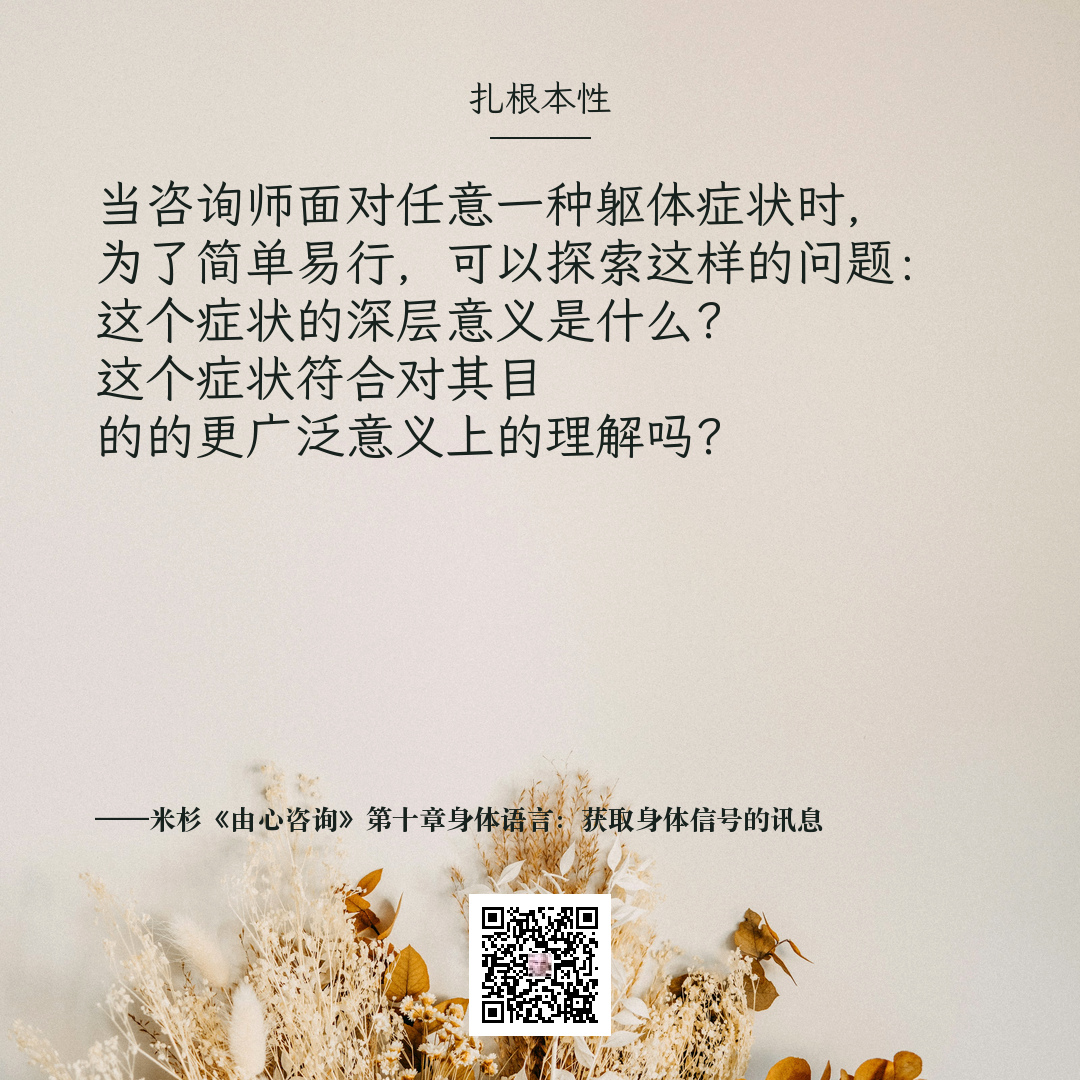 扎根本性
当咨询师面对任意一种躯体症状时，
为了简单易行，可以探索这样的问题：
这个症状的深层意义是什么？
这个症状符合对其目
的的更广泛意义上的理解吗？
——米杉《由心咨询》第十章身体语言：获取身体信号的讯息